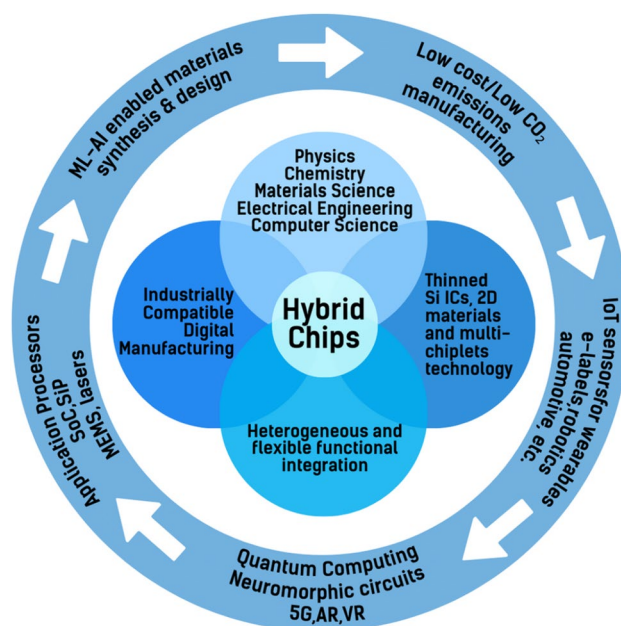 ML-AI enabled materials
synthesis & design
Low cost/Low CO₂
emissions
manufacturing
IoT sensorsfor wearables
e-labels,robotics
automotive, etc.
Quantum Computing
Neuromorphic circuits
5G,AR,VR
Application Processors
SoC,SiP
MEMS, lasers
Physics
Chemistry
Materials Science
Electrical Engineering
Computer Science
Industrially
Compatible
Digital
Manufacturing
Hybrid
Chips
Thinned
Si ICs, 2D
materials
and multi-
chiplets
technology
Heterogeneous and
flexible functional
integration